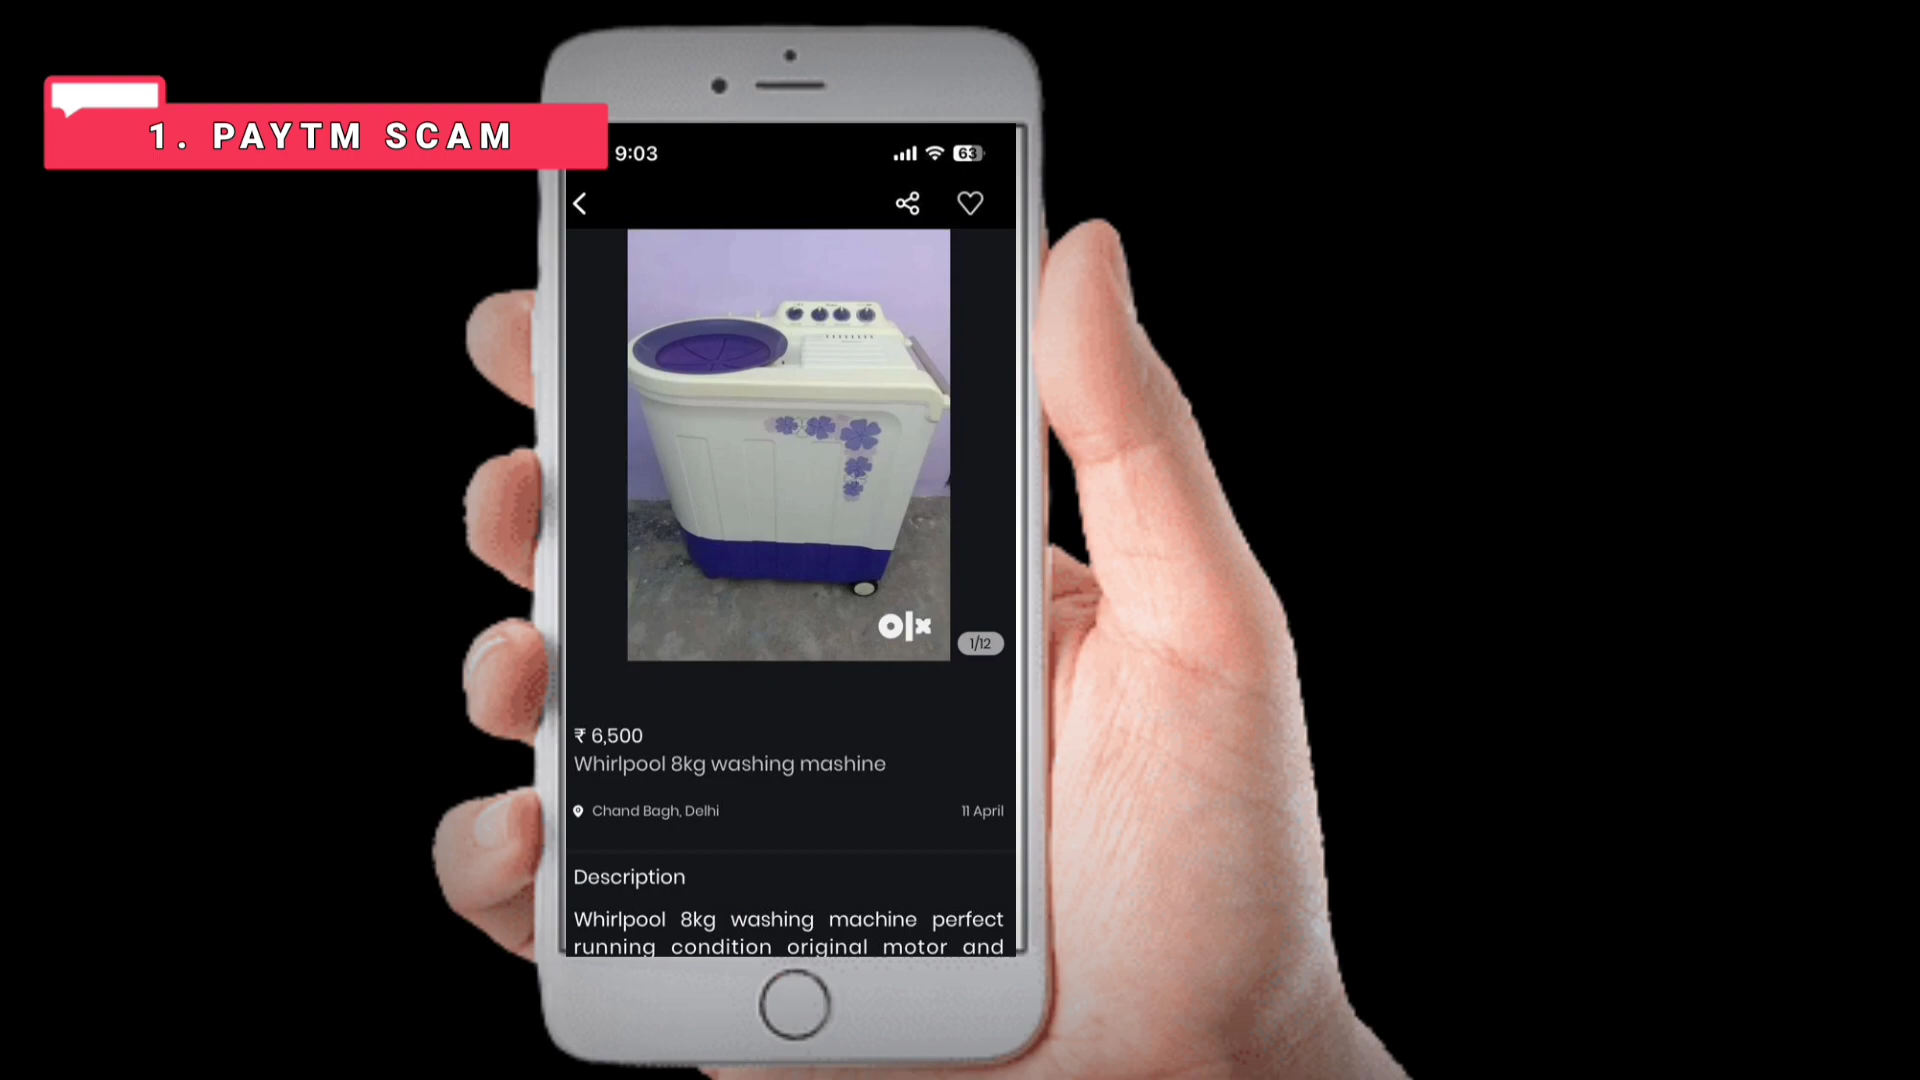 1. PAYTM SCAM
9:03
63
olx
1/12
₹ 6,500
Whirlpool 8kg washing mashine
Chand Bagh, Delhi
11 April
Description
Whirlpool 8kg washing machine perfect
running condition original motor and